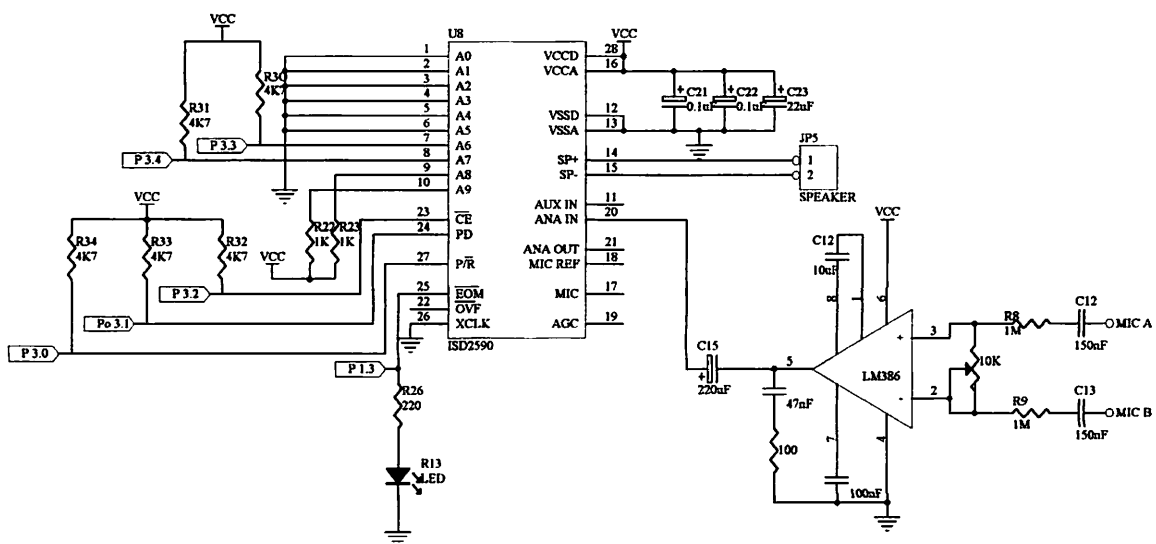 VCC
R31
4K7
R30
4K7
P 3.3
P 3.4
U8
1 A0
2 A1
3 A2
4 A3
5 A4
6 A5
7 A6
8 A7
9 A8
10 A9
23 CE
24 PD
27 P/R
25 EOM
22 OVF
26 XCLK
ISD2590
VCCD 28
VCCA 16
VSSD 12
VSSA 13
SP+ 14
SP- 15
AUX IN 11
ANA IN 20
ANA OUT 21
MIC REF 18
MIC 17
AGC 19
VCC
C21
0.1uF
C22
0.1uF
C23
22uF
JP5
1
2
SPEAKER
VCC
R34
4K7
R33
4K7
R32
4K7
R22
1K
R23
1K
VCC
P 3.2
Po 3.1
P 3.0
P 1.3
R26
220
R13
LED
VCC
C12
10uF
8
1
6
C15
220uF
5
LM386
+
-
3
2
7
4
47nF
100
100nF
10K
R8
1M
C12
150nF
MIC A
R9
1M
C13
150nF
MIC B